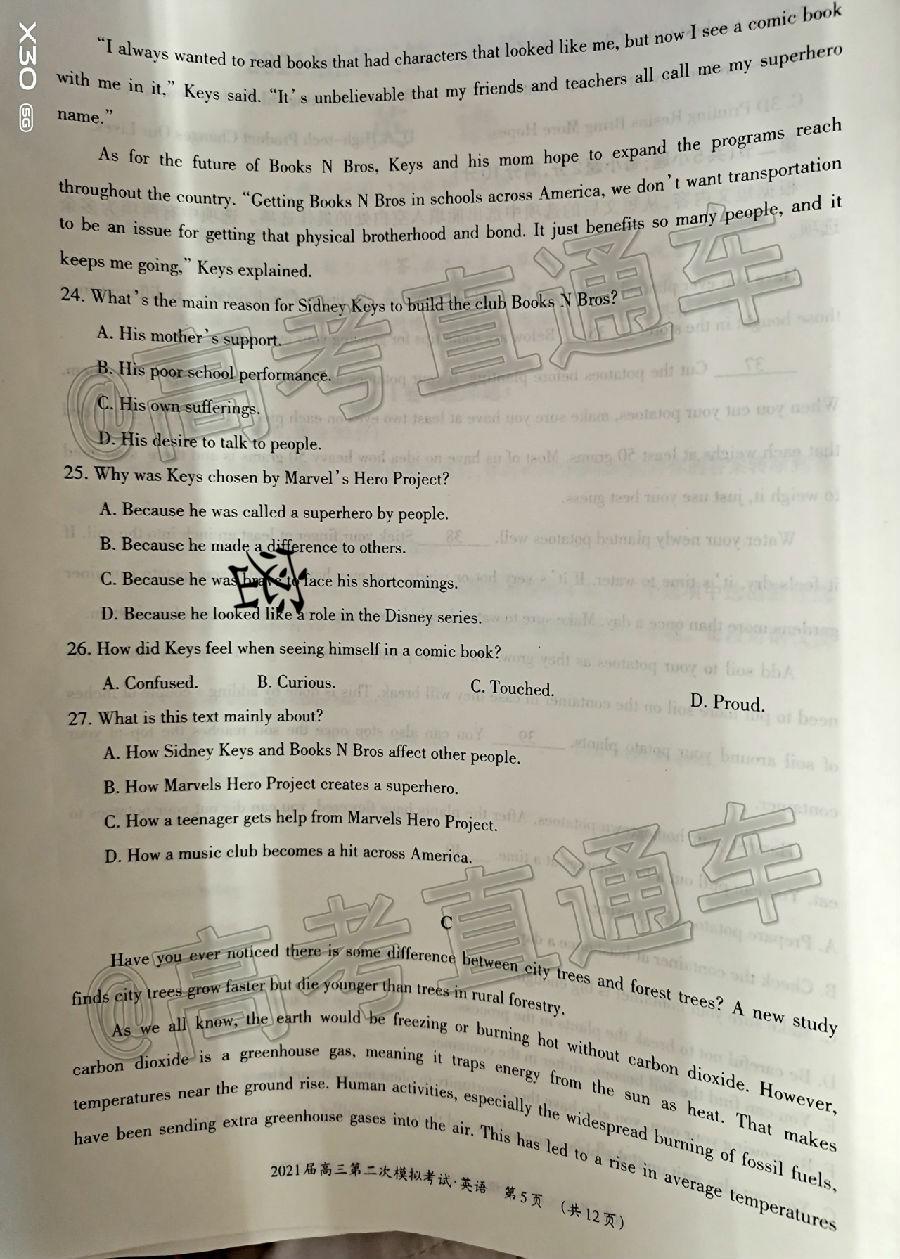 X30 5G
"I always wanted to read books that had characters that looked like me, but now I see a comic book
with me in it," Keys said. "It's unbelievable that my friends and teachers all call me my superhero
name."
As for the future of Books N Bros, Keys and his mom hope to expand the programs reach
throughout the country. "Getting Books N Bros in schools across America, we don't want transportation
to be an issue for getting that physical brotherhood and bond. It just benefits so many people, and it
keeps me going," Keys explained.
24. What's the main reason for Sidney Keys to build the club Books N Bros?
A. His mother's support.
B. His poor school performance.
C. His own sufferings.
D. His desire to talk to people.
25. Why was Keys chosen by Marvel's Hero Project?
A. Because he was called a superhero by people.
B. Because he made a difference to others.
C. Because he was brave to face his shortcomings.
D. Because he looked like a role in the Disney series.
26. How did Keys feel when seeing himself in a comic book?
A. Confused. B. Curious. C. Touched. D. Proud.
27. What is this text mainly about?
A. How Sidney Keys and Books N Bros affect other people.
B. How Marvels Hero Project creates a superhero.
C. How a teenager gets help from Marvels Hero Project.
D. How a music club becomes a hit across America.
C
Have you ever noticed there is some difference between city trees and forest trees? A new study
finds city trees grow faster but die younger than trees in rural forestry.
As we all know, the earth would be freezing or burning hot without carbon dioxide. However,
carbon dioxide is a greenhouse gas, meaning it traps energy from the sun as heat. That makes
temperatures near the ground rise. Human activities, especially the widespread burning of fossil fuels,
have been sending extra greenhouse gases into the air. This has led to a rise in average temperatures
2021届高三第二次模拟考试·英语 第5页 (共12页)
@高考直通车
@高考直通车